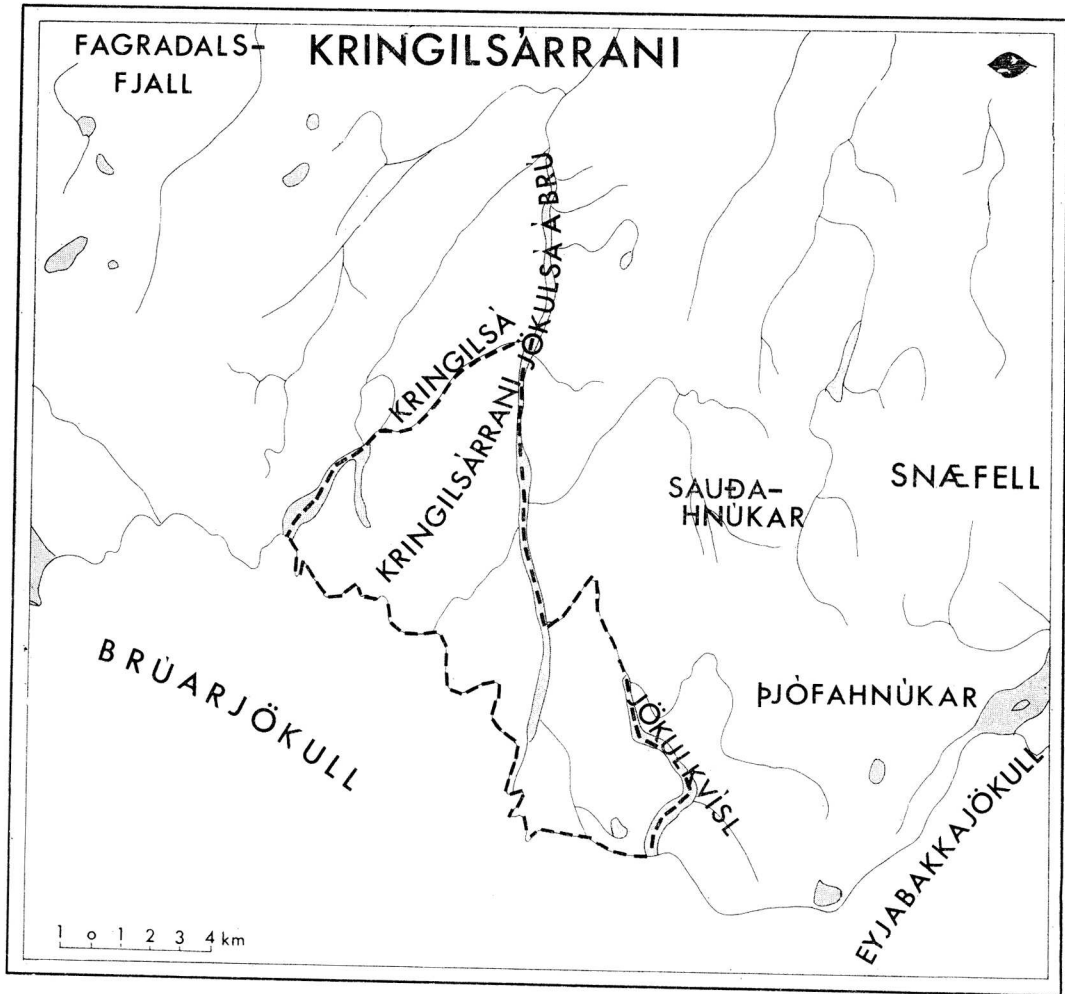 KRINGILSÁRRANI
FAGRADALS-
FJALL
JÖKULSÁ Á BRÚ
KRINGILSÁ
KRINGILSÁRRANI
SAUÐA-
HNÚKAR
SNÆFELL
BRÚARJÖKULL
ÞJÓFAHNÚKAR
JÖKULKVÍSL
EYJABAKKAJÖKULL
1 0 1 2 3 4 km